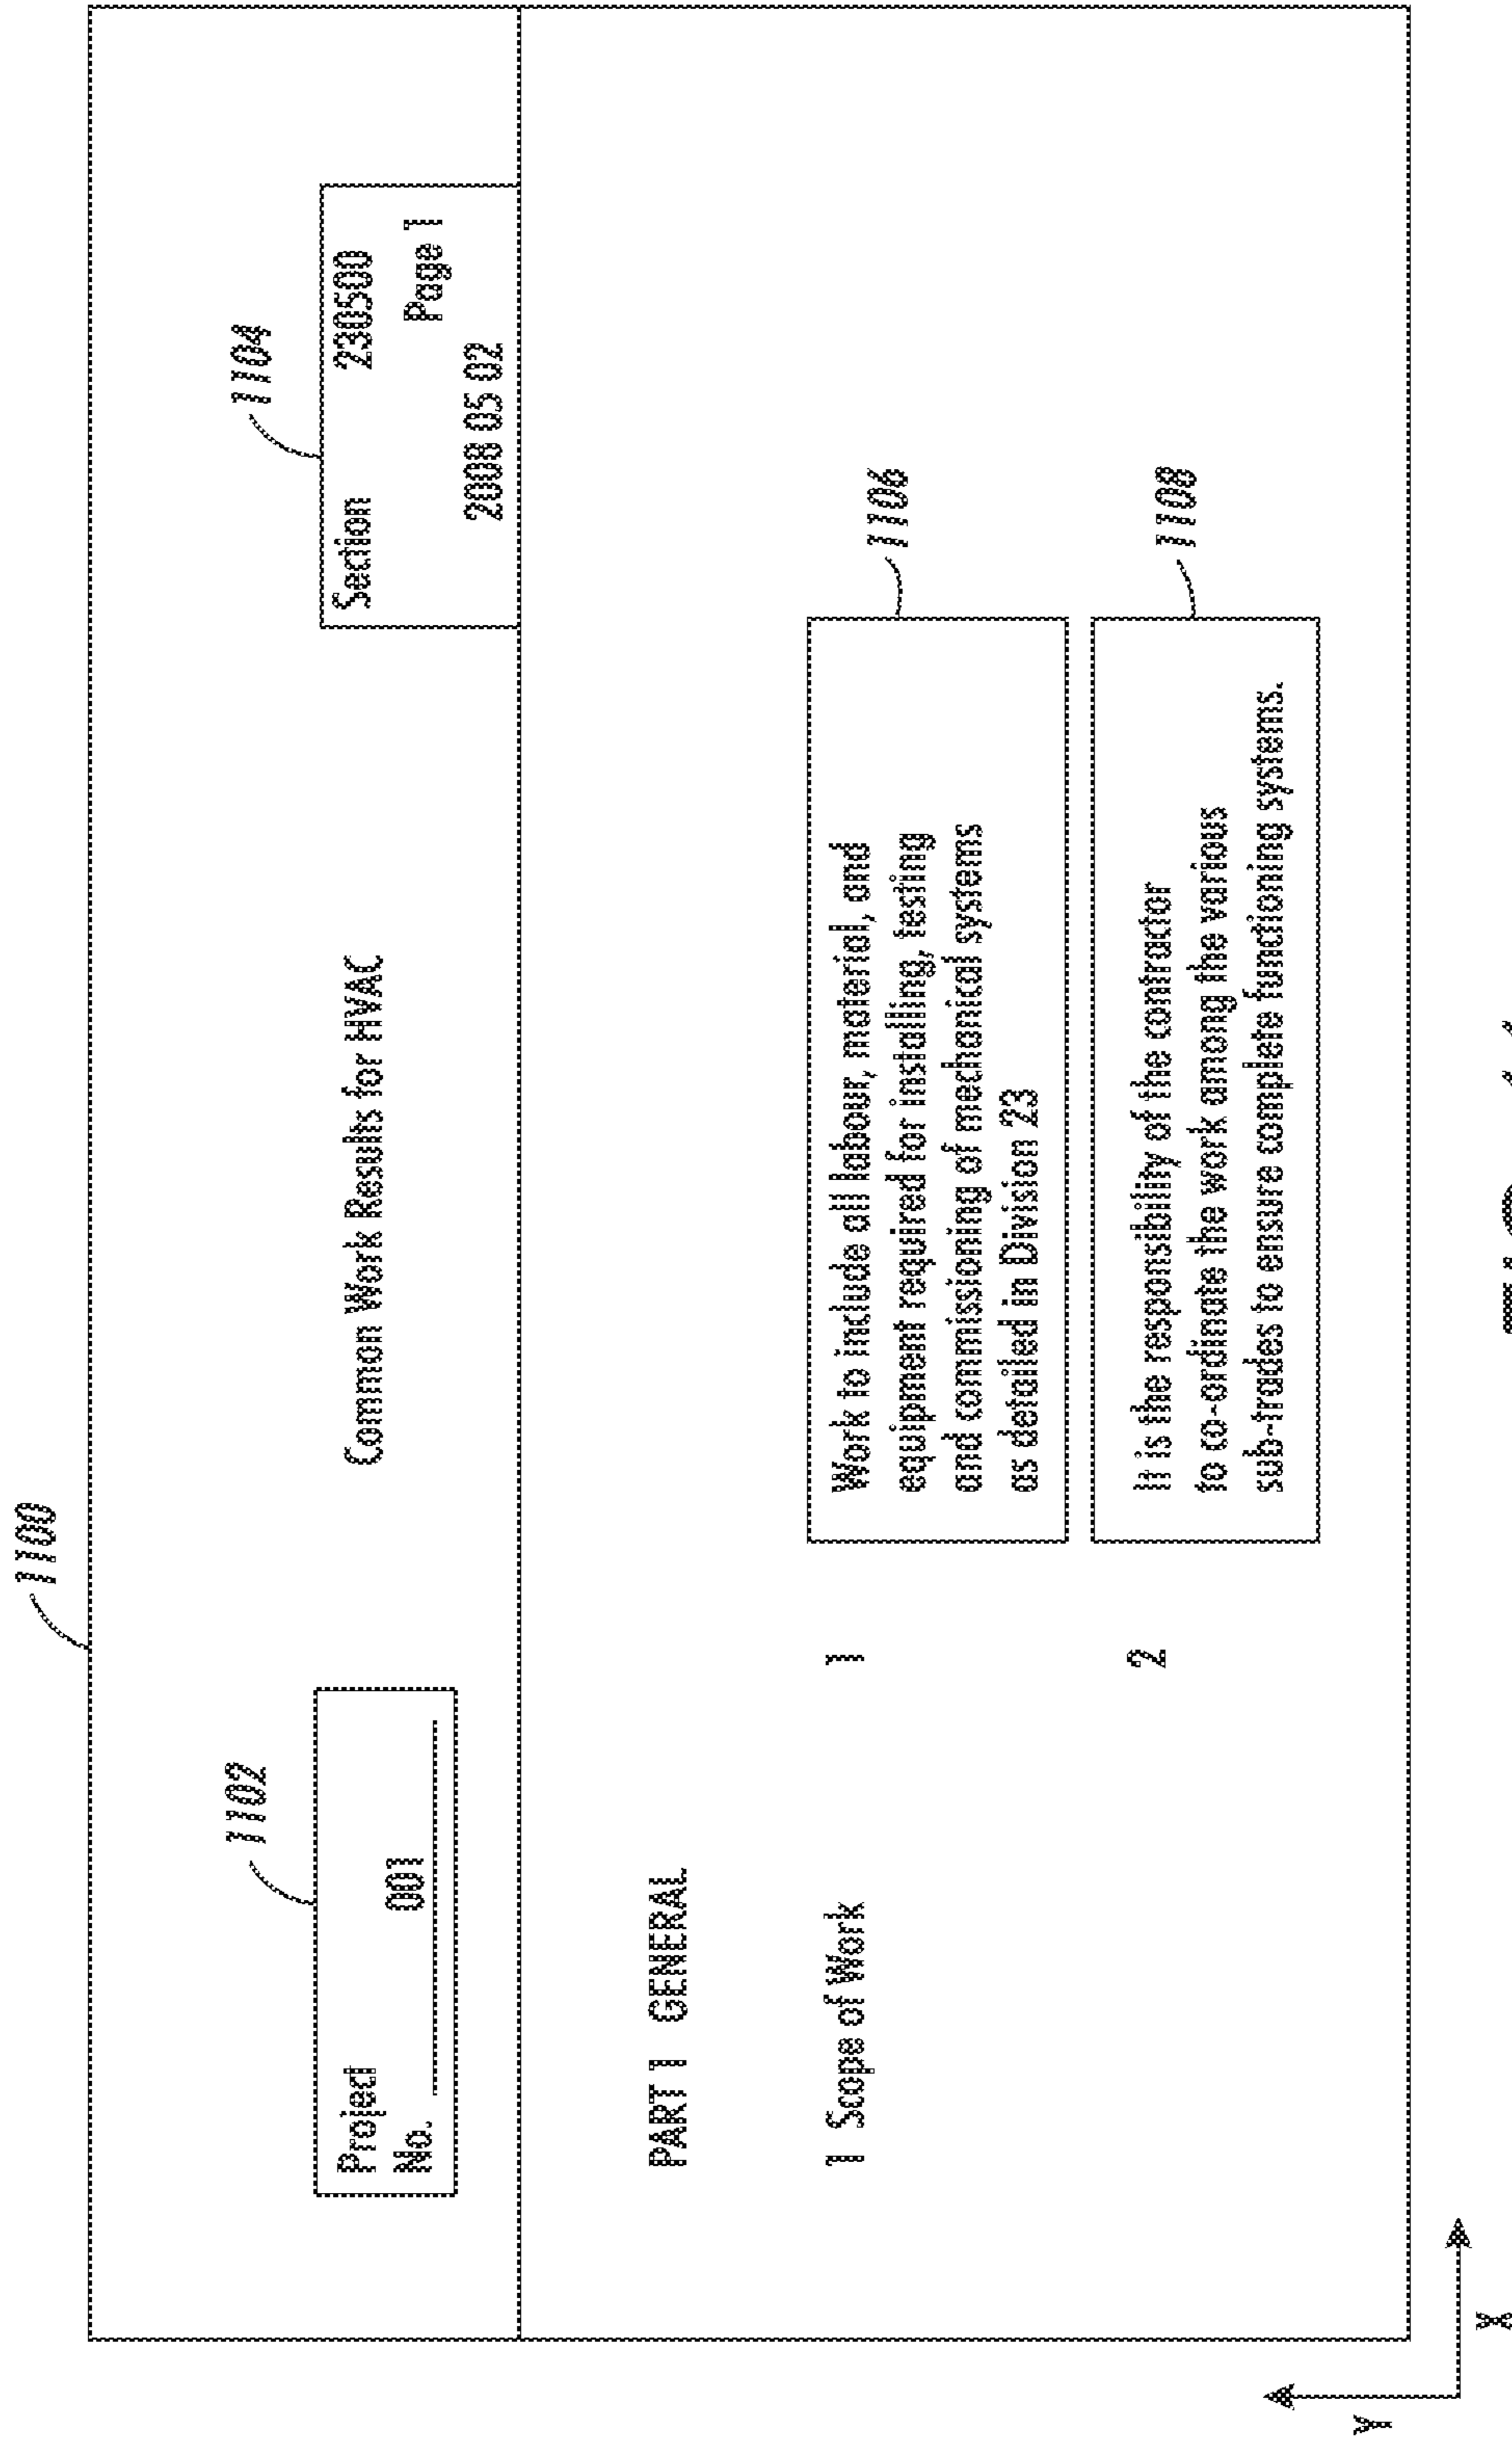 1100
1102
Project
No. 001
Common Work Results for HVAC
1104
Section 230500
Page 1
2008 05 02
PART 1 GENERAL
1 Scope of Work
1
Work to include all labour, material, and
equipment required for installing, testing
and commissioning of mechanical systems
as detailed in Division 23
1106
2
It is the responsibility of the contractor
to co-ordinate the work among the various
sub-trades to ensure complete functioning systems.
1108
Y
X